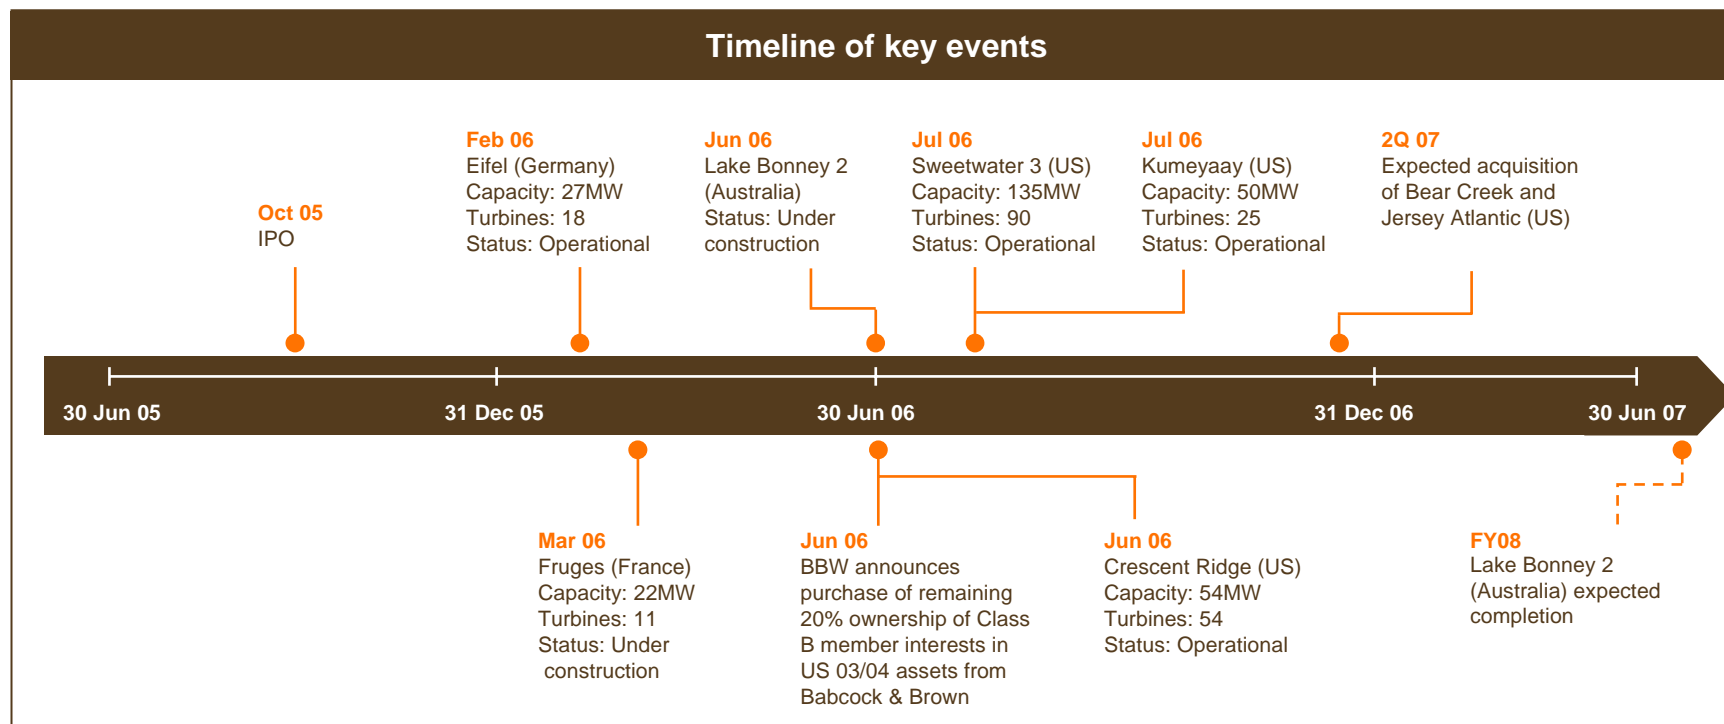 Timeline of key events
Oct 05
IPO
Feb 06
Eifel (Germany)
Capacity: 27MW
Turbines: 18
Status: Operational
Jun 06
Lake Bonney 2
(Australia)
Status: Under
construction
Jul 06
Sweetwater 3 (US)
Capacity: 135MW
Turbines: 90
Status: Operational
Jul 06
Kumeyaay (US)
Capacity: 50MW
Turbines: 25
Status: Operational
2Q 07
Expected acquisition
of Bear Creek and
Jersey Atlantic (US)
30 Jun 05
31 Dec 05
30 Jun 06
31 Dec 06
30 Jun 07
Mar 06
Fruges (France)
Capacity: 22MW
Turbines: 11
Status: Under
construction
Jun 06
BBW announces
purchase of remaining
20% ownership of Class
B member interests in
US 03/04 assets from
Babcock & Brown
Jun 06
Crescent Ridge (US)
Capacity: 54MW
Turbines: 54
Status: Operational
FY08
Lake Bonney 2
(Australia) expected
completion